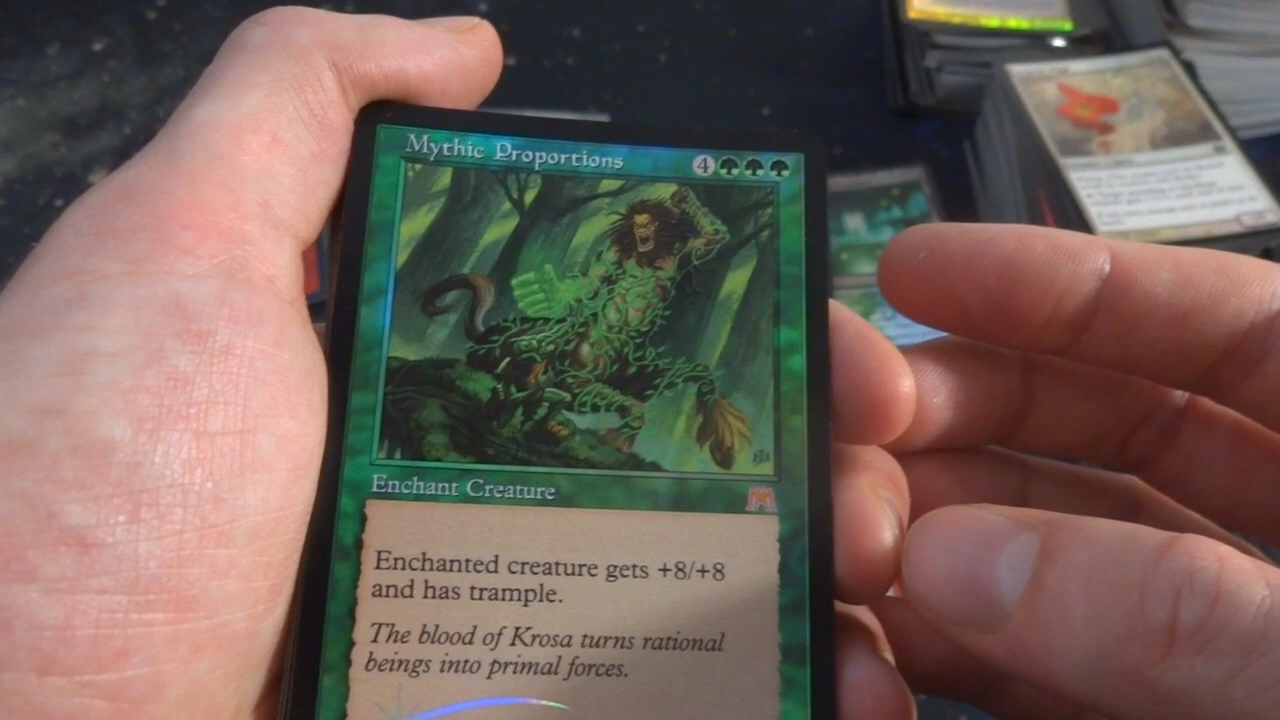 Mythic Proportions 4
Enchant Creature
Enchanted creature gets +8/+8
and has trample.
The blood of Krosa turns rational
beings into primal forces.